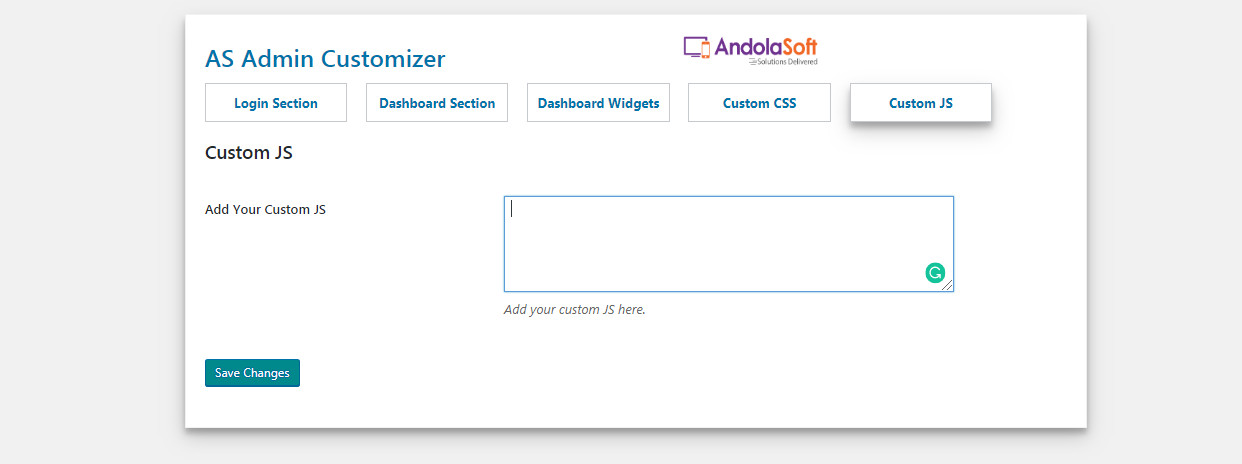 AS Admin Customizer
AndolaSoft
Solutions Delivered
Login Section
Dashboard Section
Dashboard Widgets
Custom CSS
Custom JS
Custom JS
Add Your Custom JS
Add your custom JS here.
Save Changes